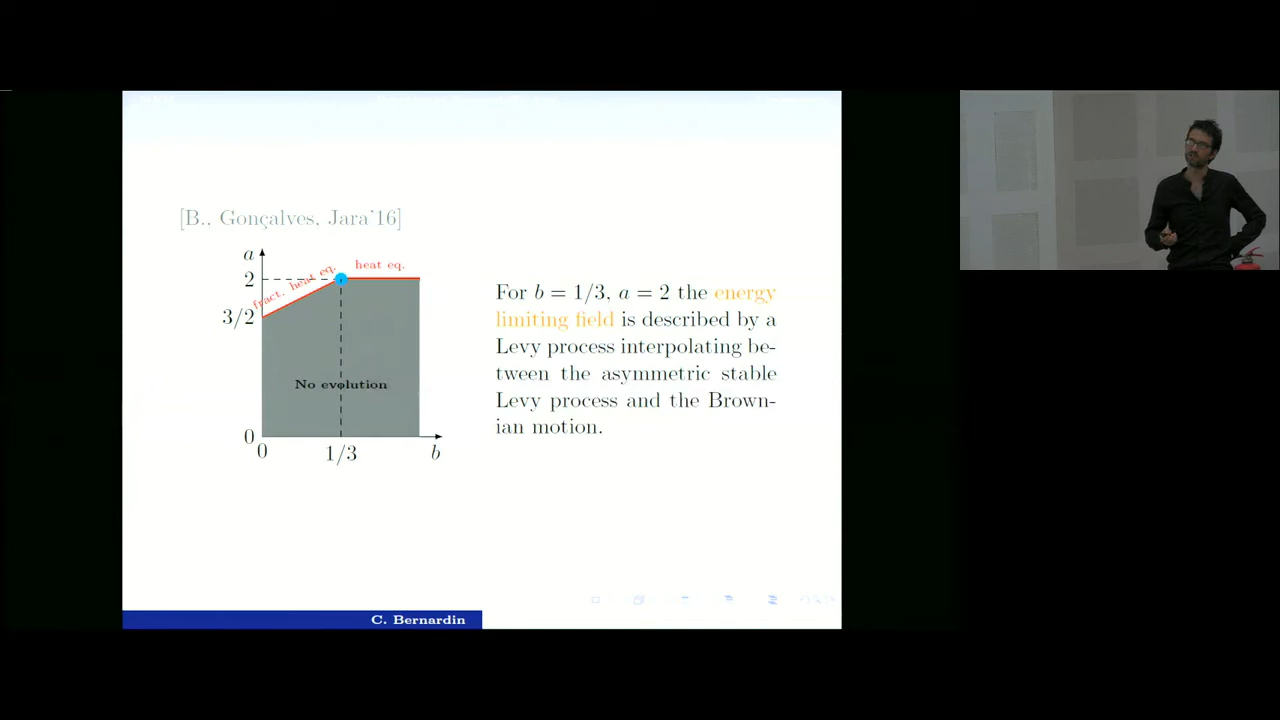 [B., Gonçalves, Jara'16]
a
2
fract. heat eq.
heat eq.
3/2
No evolution
0
0
1/3
b
For b = 1/3, a = 2 the energy
limiting field is described by a
Levy process interpolating be-
tween the asymmetric stable
Levy process and the Brown-
ian motion.
C. Bernardin